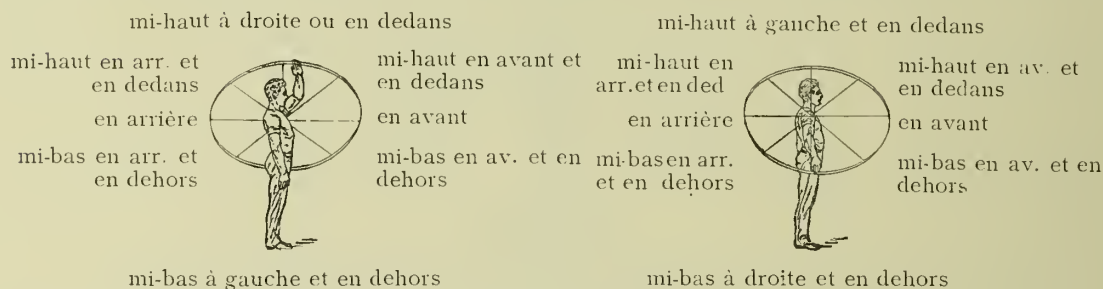 mi-haut à droite ou en dedans
mi-haut en arr. et
en dedans
mi-haut en avant et
en dedans
en arrière
en avant
mi-bas en arr. et
en dehors
mi-bas en av. et en
dehors
mi-bas à gauche et en dehors
mi-haut à gauche et en dedans
mi-haut en
arr. et en ded
mi-haut en av. et
en dedans
en arrière
en avant
mi-bas en arr.
et en dehors
mi-bas en av. et en
dehors
mi-bas à droite et en dehors